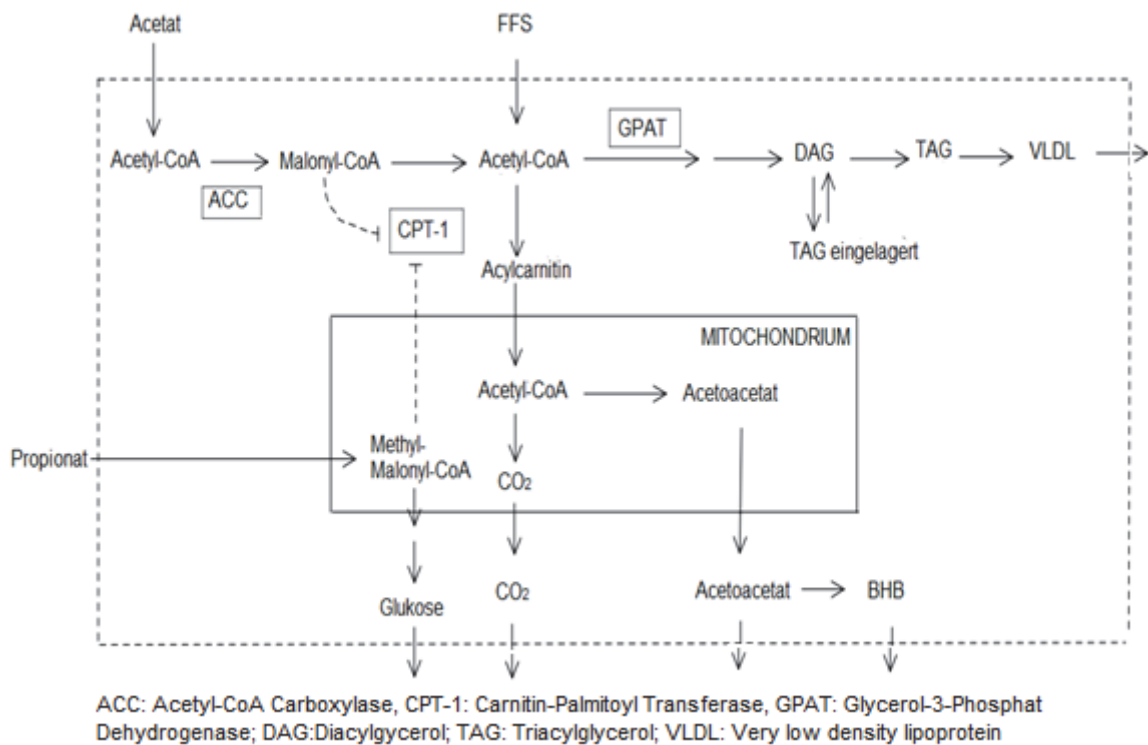 Acetat FFS
GPAT
Acetyl-CoA Malonyl-CoA Acetyl-CoA DAG TAG VLDL
ACC
CPT-1
TAG eingelagert
Acylcarnitin
MITOCHONDRIUM
Acetyl-CoA Acetoacetat
Propionat
Methyl-
Malonyl-CoA
CO2
Glukose CO2 Acetoacetat BHB
ACC: Acetyl-CoA Carboxylase, CPT-1: Carnitin-Palmitoyl Transferase, GPAT: Glycerol-3-Phosphat
Dehydrogenase; DAG:Diacylgycerol; TAG: Triacylglycerol; VLDL: Very low density lipoprotein